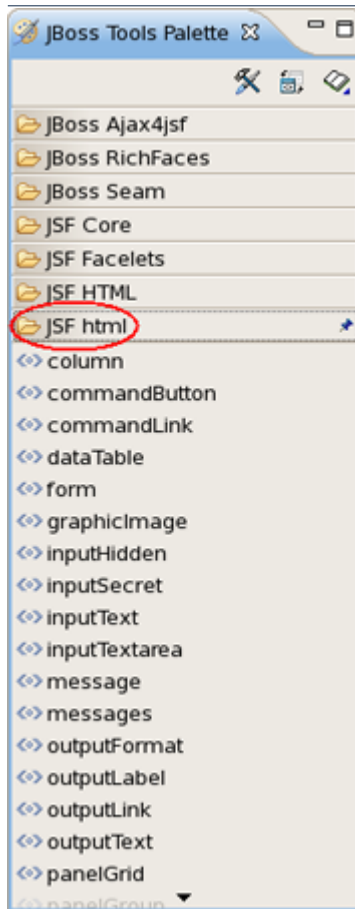 JBoss Tools Palette
JBoss Ajax4jsf
JBoss RichFaces
JBoss Seam
JSF Core
JSF Facelets
JSF HTML
JSF html
column
commandButton
commandLink
dataTable
form
graphicImage
inputHidden
inputSecret
inputText
inputTextarea
message
messages
outputFormat
outputLabel
outputLink
outputText
panelGrid
panelGroup